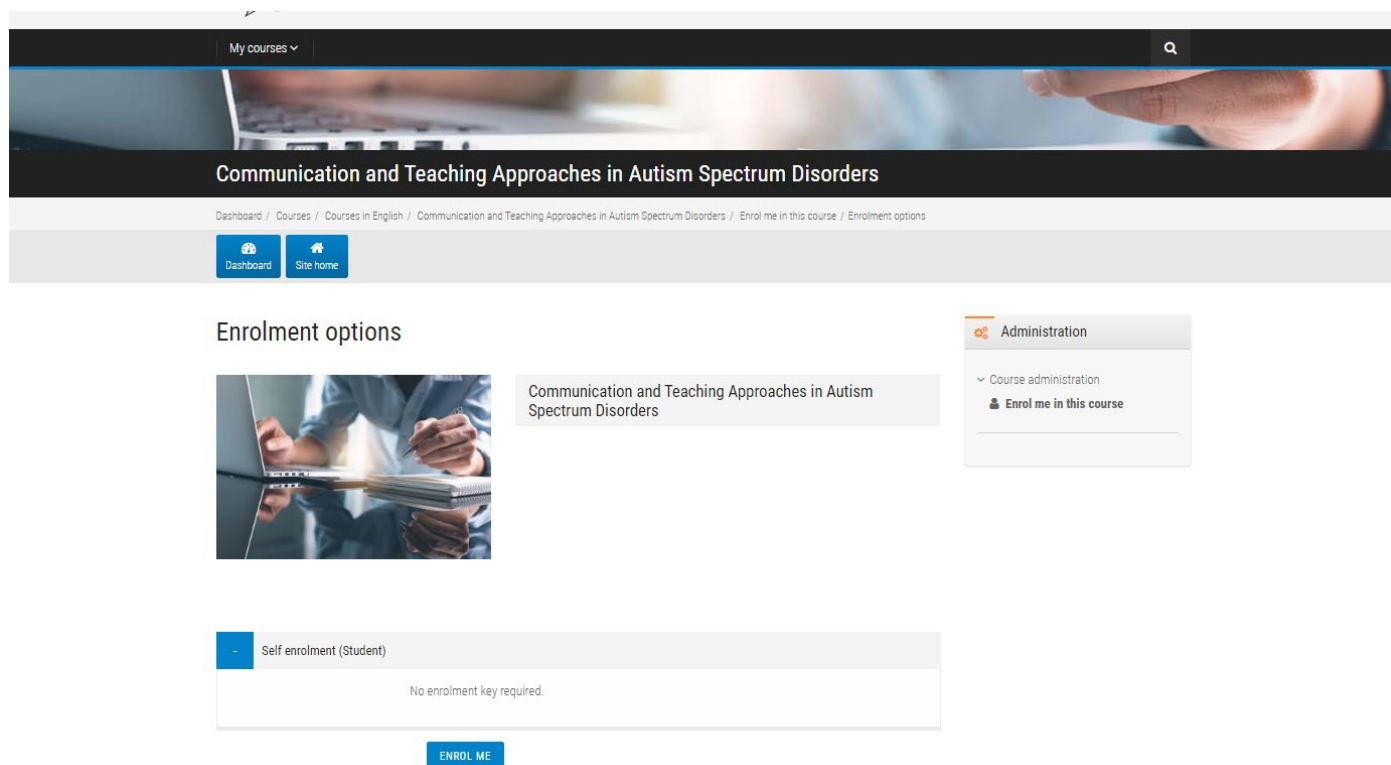 My courses
Communication and Teaching Approaches in Autism Spectrum Disorders
Dashboard / Courses / Courses in English / Communication and Teaching Approaches in Autism Spectrum Disorders / Enrol me in this course / Enrolment options
Dashboard
Site home
Enrolment options
Communication and Teaching Approaches in Autism
Spectrum Disorders
- Self enrolment (Student)
No enrolment key required.
ENROL ME
Administration
Course administration
Enrol me in this course